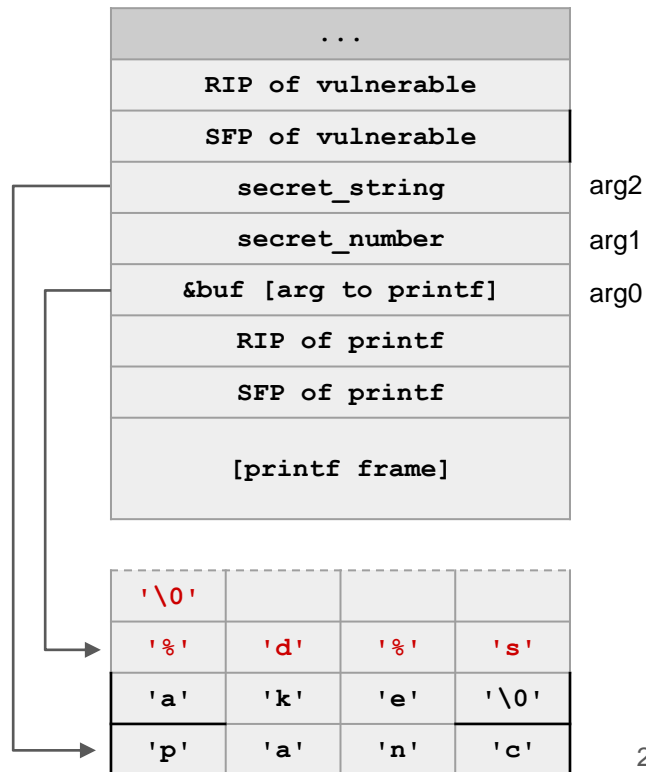 ...
RIP of vulnerable
SFP of vulnerable
secret_string arg2
secret_number arg1
&buf [arg to printf] arg0
RIP of printf
SFP of printf
[printf frame]
'\0'
'%' 'd' '%' 's'
'a' 'k' 'e' '\0'
'p' 'a' 'n' 'c'
2